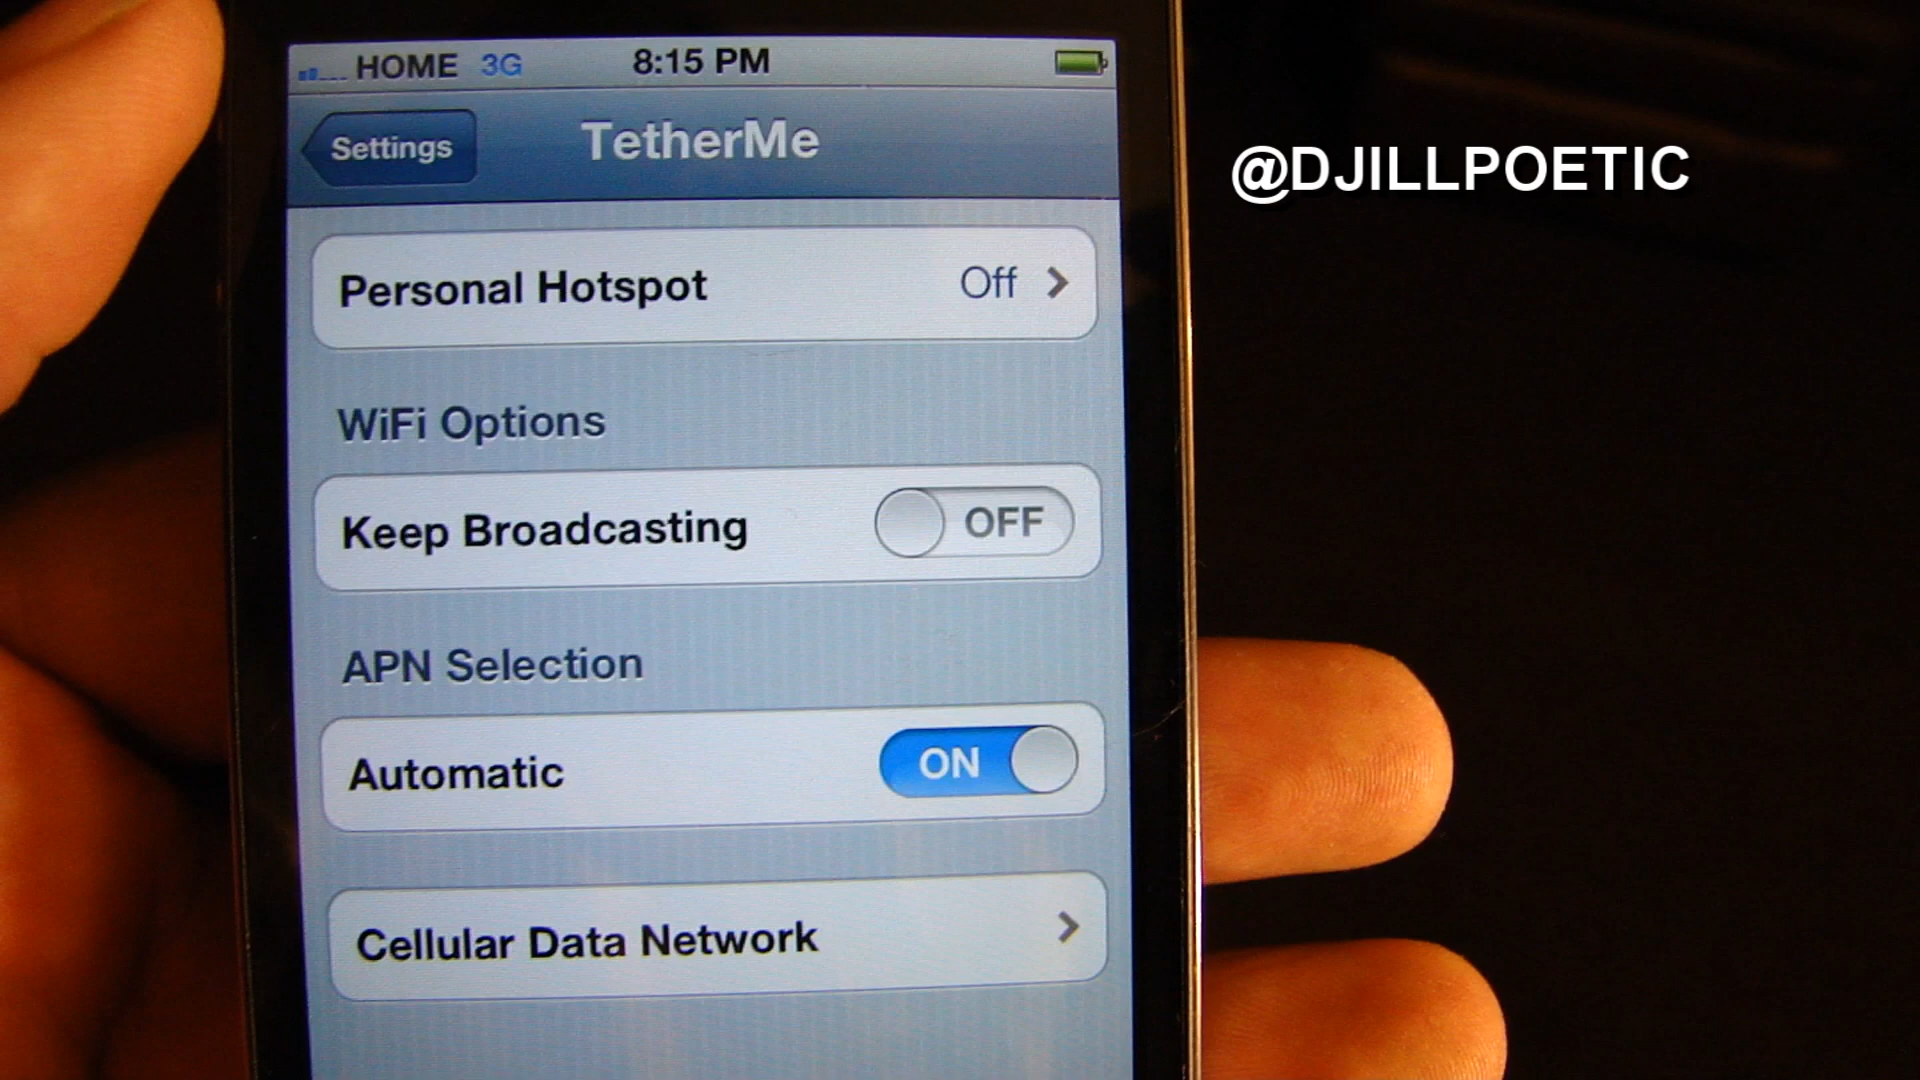 HOME 3G 8:15 PM
Settings TetherMe
@DJILLPOETIC
Personal Hotspot Off
WiFi Options
Keep Broadcasting OFF
APN Selection
Automatic ON
Cellular Data Network